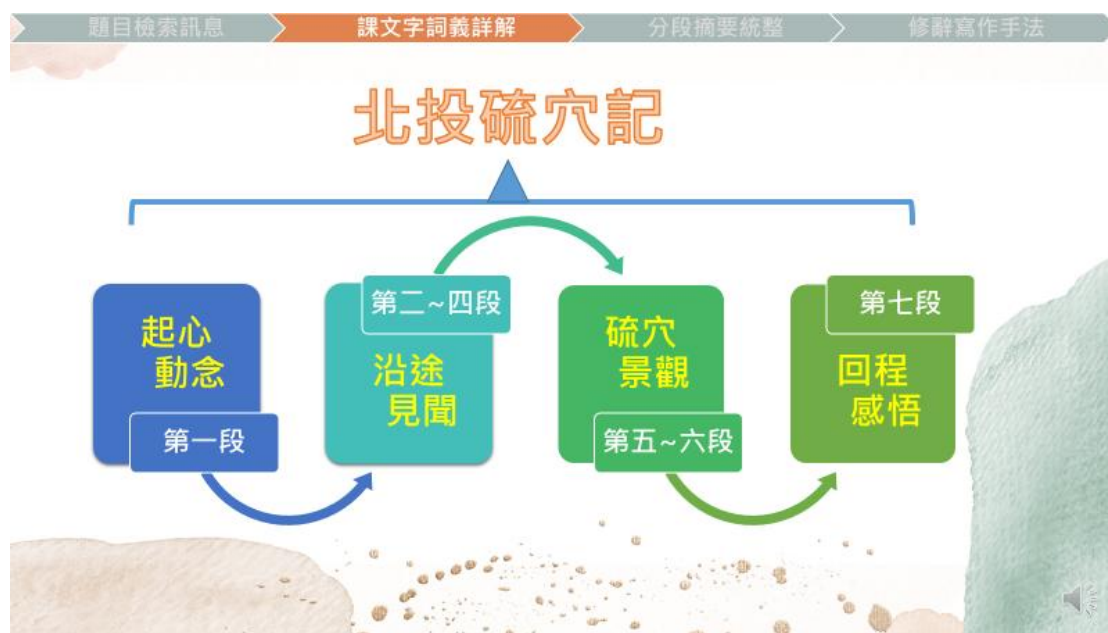 題目檢索訊息
課文字詞義詳解
分段摘要統整
修辭寫作手法
北投硫穴記
起心
動念
第一段
第二~四段
沿途
見聞
硫穴
景觀
第五~六段
第七段
回程
感悟